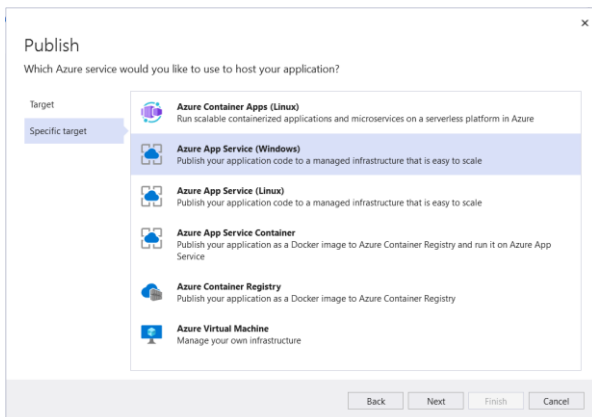 Publish
Which Azure service would you like to use to host your application?
Target
Specific target
Azure Container Apps (Linux)
Run scalable containerized applications and microservices on a serverless platform in Azure
Azure App Service (Windows)
Publish your application code to a managed infrastructure that is easy to scale
Azure App Service (Linux)
Publish your application code to a managed infrastructure that is easy to scale
Azure App Service Container
Publish your application as a Docker image to Azure Container Registry and run it on Azure App
Service
Azure Container Registry
Publish your application as a Docker image to Azure Container Registry
Azure Virtual Machine
Manage your own infrastructure
Back Next Finish Cancel